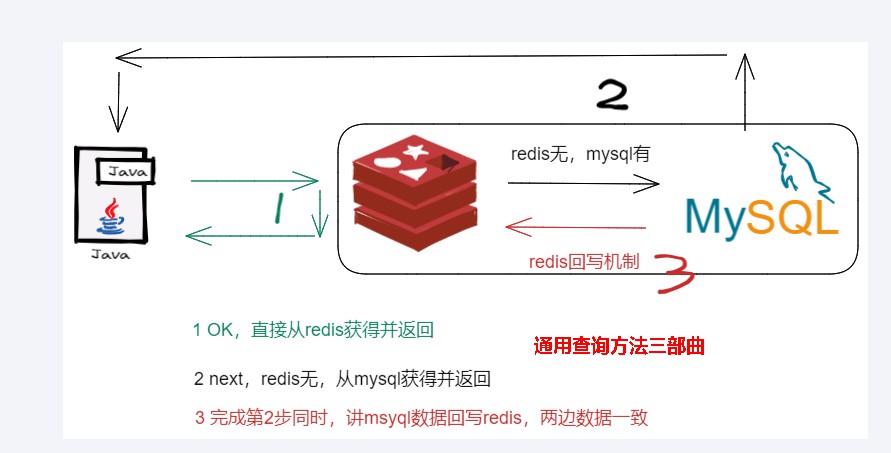 2
redis无，mysql有
Java
1
MySQL
Java
redis回写机制
3
1 OK，直接从redis获得并返回
通用查询方法三部曲
2 next，redis无，从mysql获得并返回
3 完成第2步同时，讲msyql数据回写redis，两边数据一致